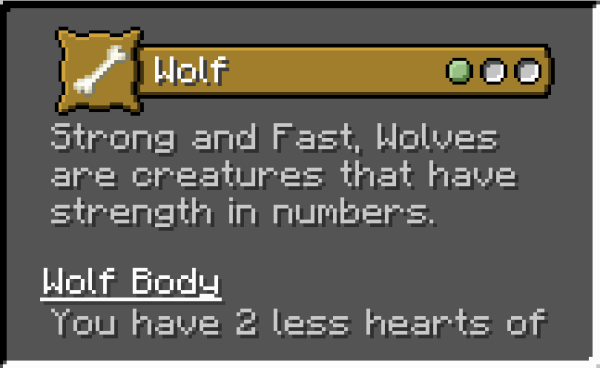 Wolf
Strong and Fast, Wolves
are creatures that have
strength in numbers.
Wolf Body
You have 2 less hearts of